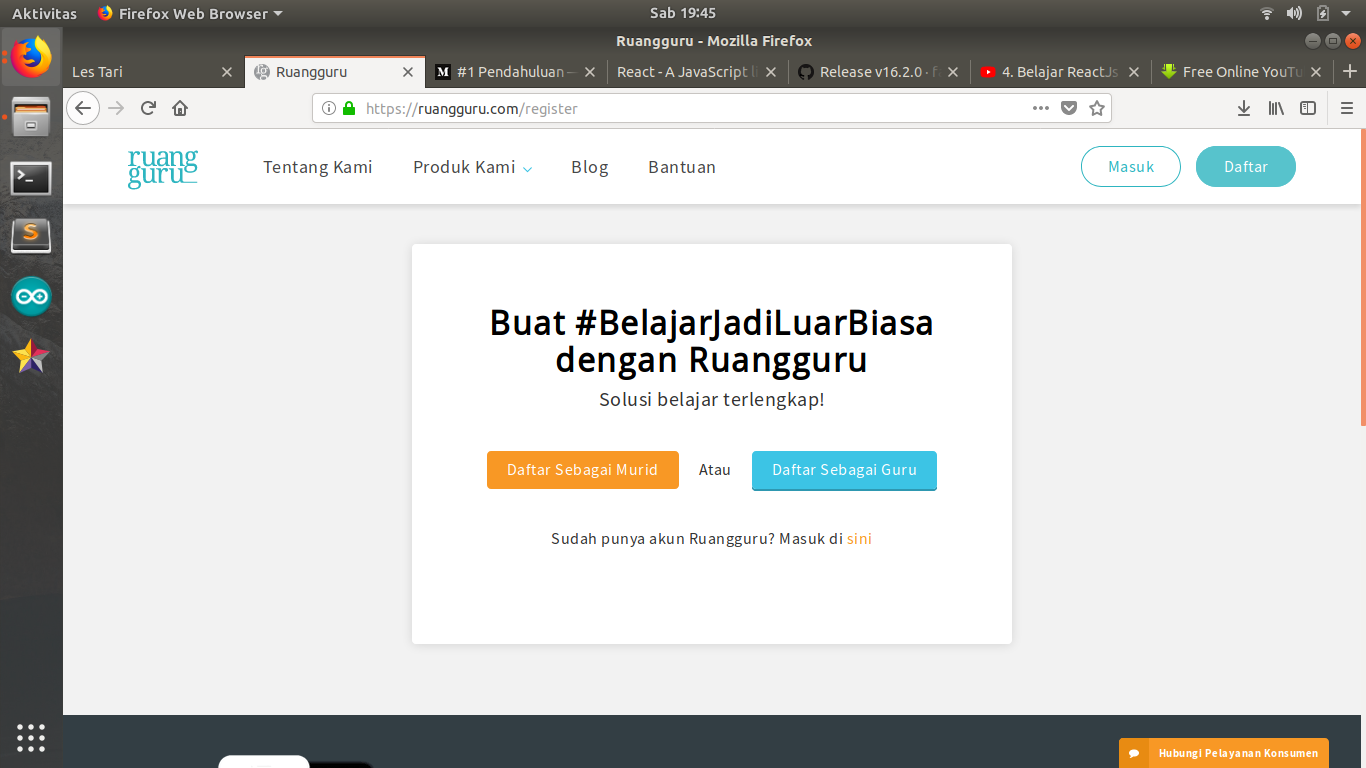 Aktivitas
Firefox Web Browser
Sab 19:45
Ruangguru - Mozilla Firefox
Les Tari
Ruangguru
#1 Pendahuluan —
React - A JavaScript l
Release v16.2.0 · f
4. Belajar ReactJs
Free Online YouTu
https://ruangguru.com/register
ruang
guru
Tentang Kami
Produk Kami
Blog
Bantuan
Masuk
Daftar
Buat #BelajarJadiLuarBiasa
dengan Ruangguru
Solusi belajar terlengkap!
Daftar Sebagai Murid
Atau
Daftar Sebagai Guru
Sudah punya akun Ruangguru? Masuk di sini
Hubungi Pelayanan Konsumen